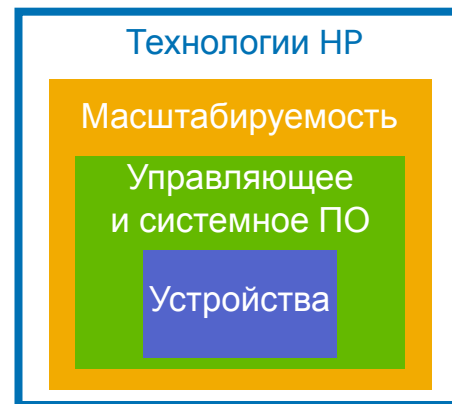 Технологии HP
Масштабируемость
Управляющее
и системное ПО
Устройства